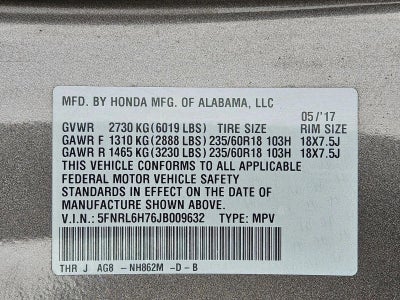 MFD. BY HONDA MFG. OF ALABAMA, LLC
05/'17
GVWR 2730 KG(6019 LBS) TIRE SIZE RIM SIZE
GAWR F 1310 KG(2888 LBS) 235/60R18 103H 18X7.5J
GAWR R 1465 KG(3230 LBS) 235/60R18 103H 18X7.5J
THIS VEHICLE CONFORMS TO ALL APPLICABLE
FEDERAL MOTOR VEHICLE SAFETY
STANDARDS IN EFFECT ON THE DATE OF
MANUFACTURE SHOWN ABOVE.
V.I.N.: 5FNRL6H76JB009632 TYPE: MPV
THR J AG8 -NH862M -D-B